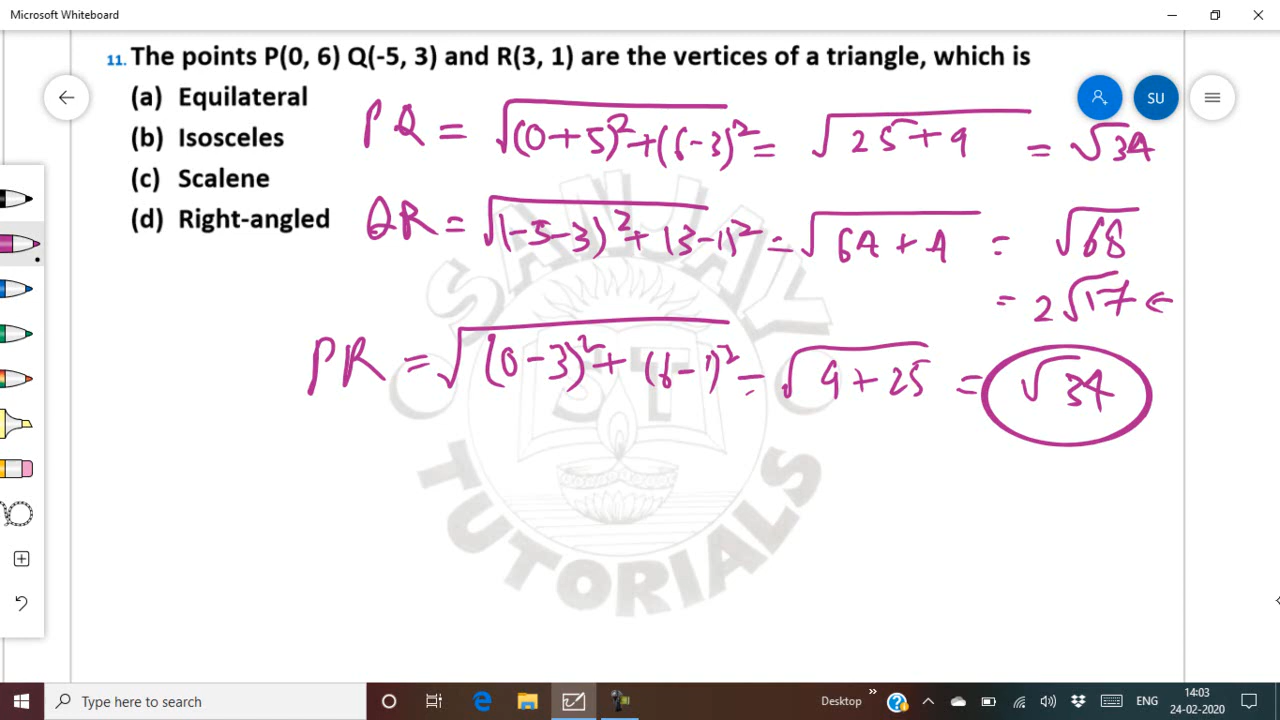 Microsoft Whiteboard
11. The points P(0, 6) Q(-5, 3) and R(3, 1) are the vertices of a triangle, which is
(a) Equilateral
(b) Isosceles
(c) Scalene
(d) Right-angled
PQ = √(0+5)²+(6-3)² = √25+9 = √34
QR = √(-5-3)²+(3-1)² = √64+4 = √68
= 2√17 ←
PR = √(0-3)²+(6-1)² = √9+25 = √34
SU
SANJAY
ST
TUTORIALS
Type here to search
Desktop
ENG
14:03
24-02-2020